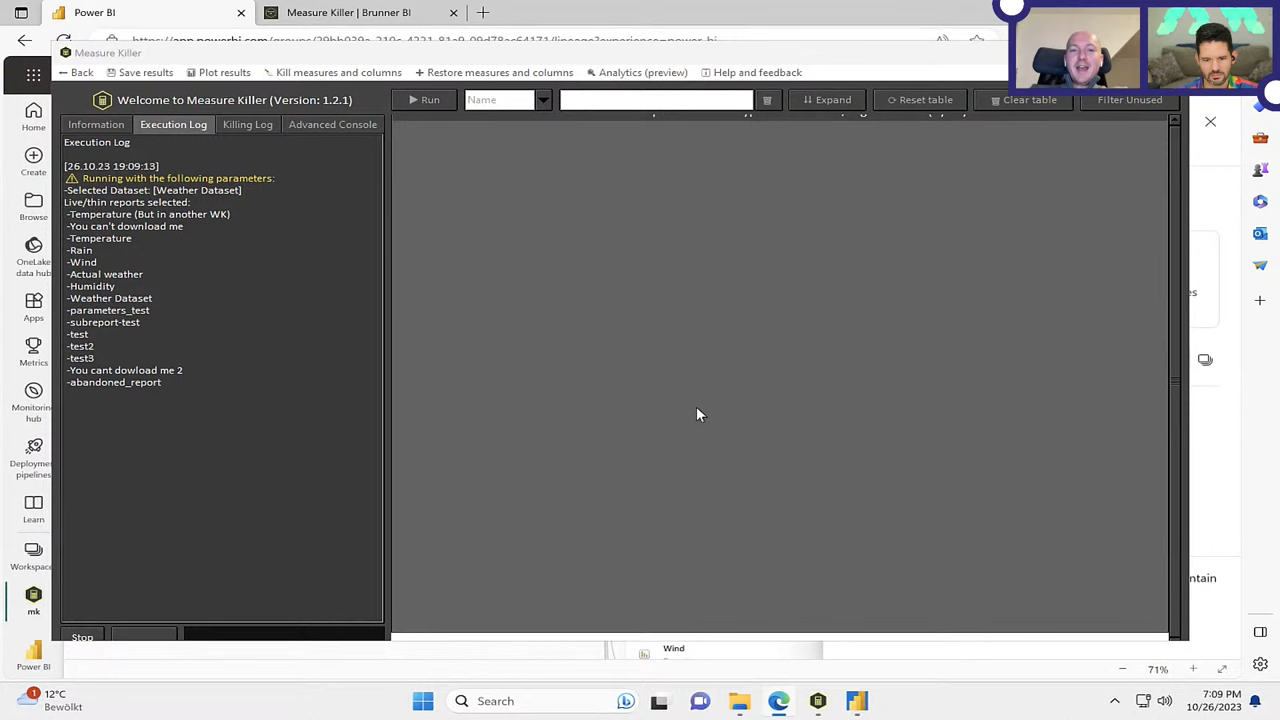 Power BI
Measure Killer | Brunner BI
Measure Killer
Back
Save results
Plot results
Kill measures and columns
Restore measures and columns
Analytics (preview)
Help and feedback
Welcome to Measure Killer (Version: 1.2.1)
Run
Name
Expand
Reset table
Clear table
Filter Unused
Information
Execution Log
Killing Log
Advanced Console
Execution Log
[26.10.23 19:09:13]
Running with the following parameters:
-Selected Dataset: [Weather Dataset]
Live/thin reports selected:
-Temperature (But in another WK)
-You can't download me
-Temperature
-Rain
-Wind
-Actual weather
-Humidity
-Weather Dataset
-parameters_test
-subreport-test
-test
-test2
-test3
-You cant dowload me 2
-abandoned_report
Stop
Home
Create
Browse
OneLake
data hub
Apps
Metrics
Monitoring
hub
Deployme
pipelines
Learn
Workspace
mk
Power BI
es
ntain
Wind
71%
1
12°C
Bewölkt
Search
7:09 PM
10/26/2023